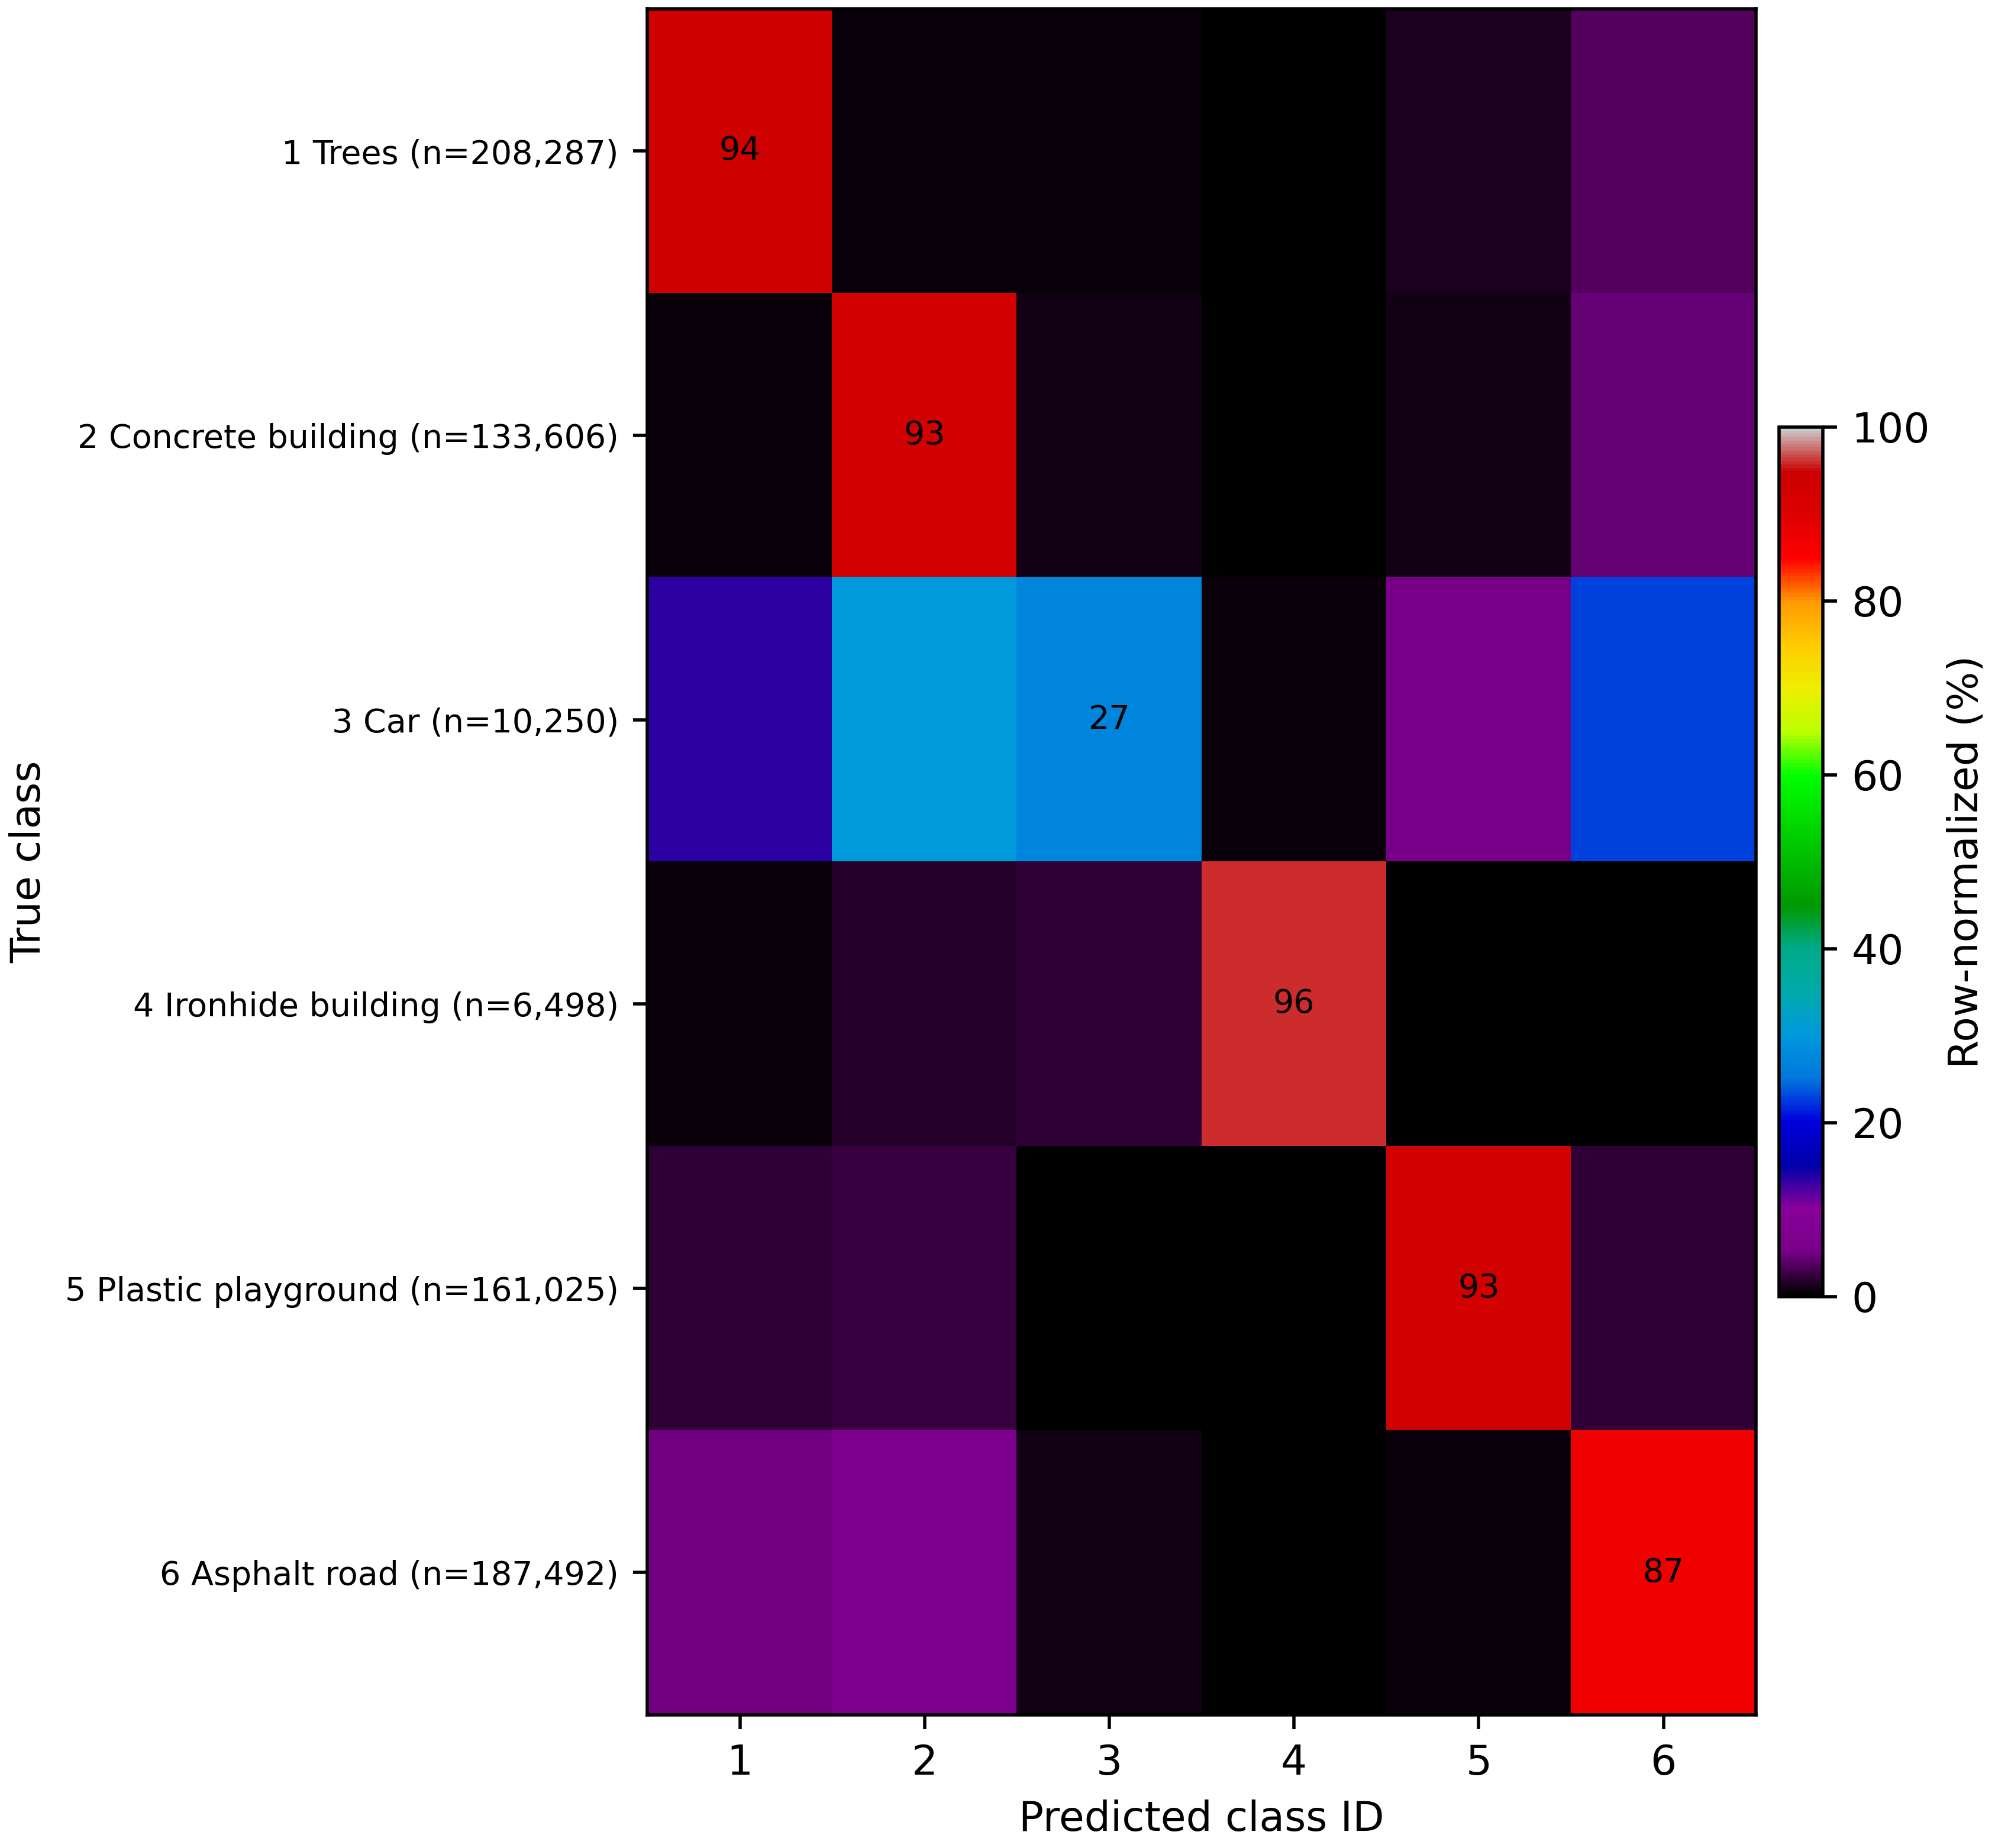 1 Trees (n=208,287)
94
2 Concrete building (n=133,606)
93
3 Car (n=10,250)
27
4 Ironhide building (n=6,498)
96
5 Plastic playground (n=161,025)
93
6 Asphalt road (n=187,492)
87
True class
1 2 3 4 5 6
Predicted class ID
100
80
60
40
20
0
Row-normalized (%)